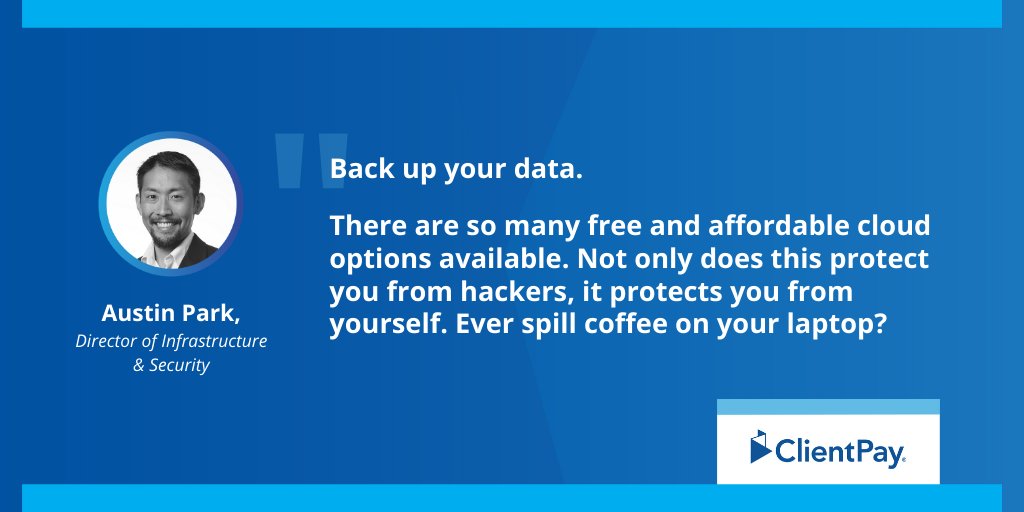 "
Back up your data.
There are so many free and affordable cloud
options available. Not only does this protect
you from hackers, it protects you from
yourself. Ever spill coffee on your laptop?
Austin Park,
Director of Infrastructure
& Security
ClientPay®